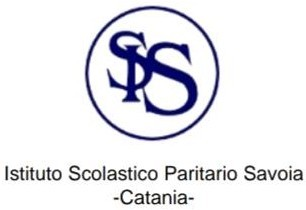 SIS
Istituto Scolastico Paritario Savoia
-Catania-